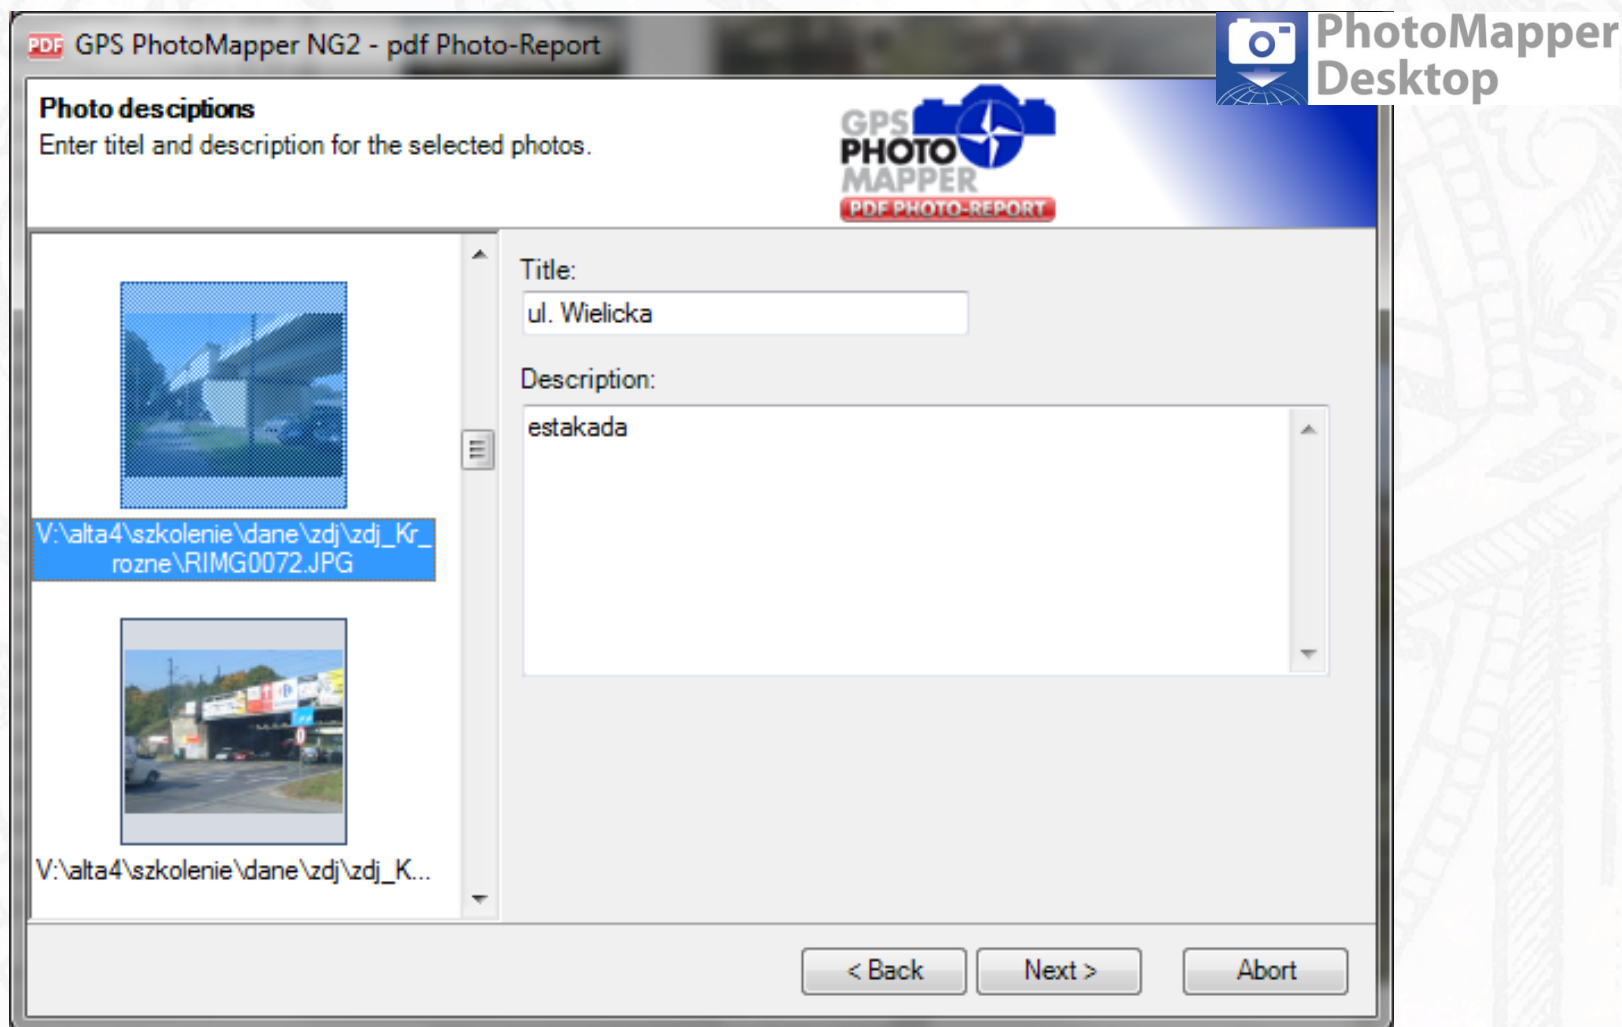 GPS PhotoMapper NG2 - pdf Photo-Report
PhotoMapper
Desktop
Photo desciptions
Enter titel and description for the selected photos.
GPS
PHOTO
MAPPER
PDF PHOTO-REPORT
Title:
ul. Wielicka
Description:
estakada
V:\alta4\szkolenie\dane\zdj\zdj_Kr_
rozne\RIMG0072.JPG
V:\alta4\szkolenie\dane\zdj\zdj_K...
< Back
Next >
Abort